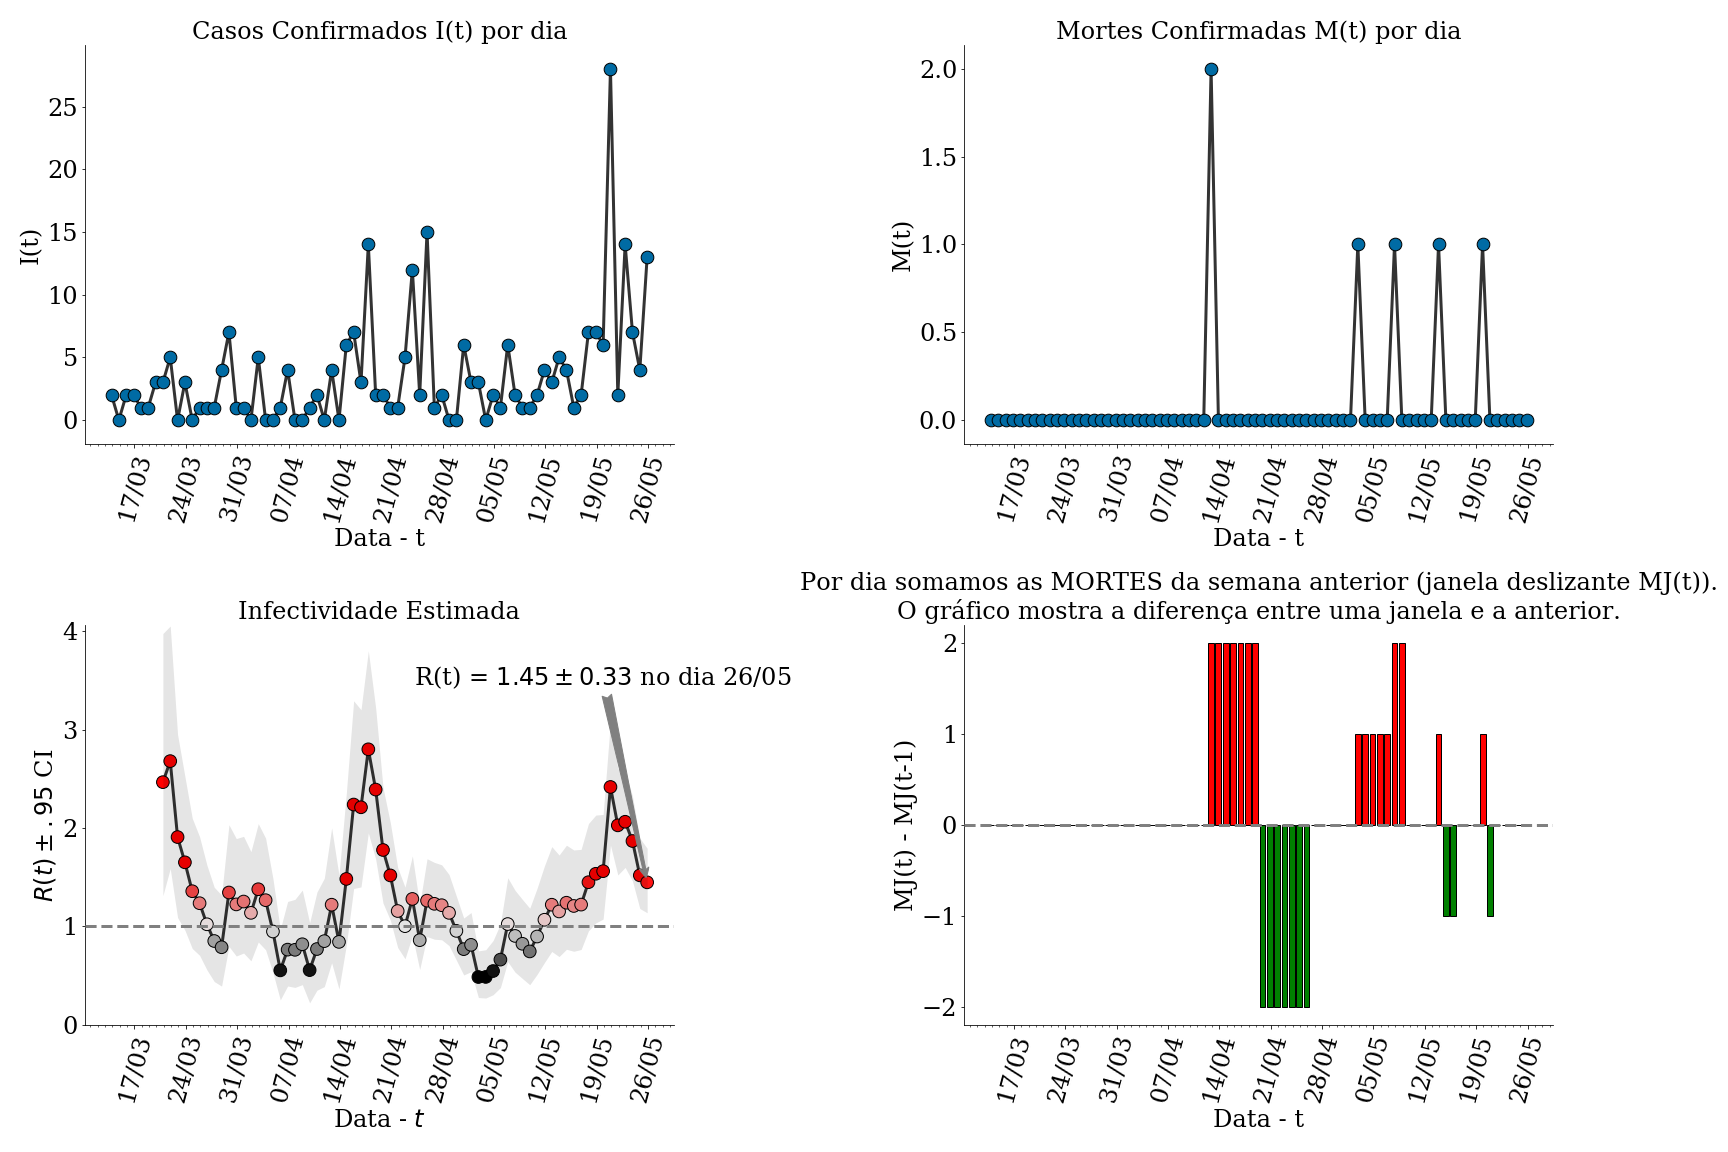 Casos Confirmados I(t) por dia
I(t)
25
20
15
10
5
0
17/03 24/03 31/03 07/04 14/04 21/04 28/04 05/05 12/05 19/05 26/05
Data - t
Mortes Confirmadas M(t) por dia
M(t)
2.0
1.5
1.0
0.5
0.0
17/03 24/03 31/03 07/04 14/04 21/04 28/04 05/05 12/05 19/05 26/05
Data - t
Infectividade Estimada
R(t) ± .95 CI
4
3
2
1
0
R(t) = 1.45 ± 0.33 no dia 26/05
17/03 24/03 31/03 07/04 14/04 21/04 28/04 05/05 12/05 19/05 26/05
Data - t
Por dia somamos as MORTES da semana anterior (janela deslizante MJ(t)).
O gráfico mostra a diferença entre uma janela e a anterior.
MJ(t) - MJ(t-1)
2
1
0
−1
−2
17/03 24/03 31/03 07/04 14/04 21/04 28/04 05/05 12/05 19/05 26/05
Data - t